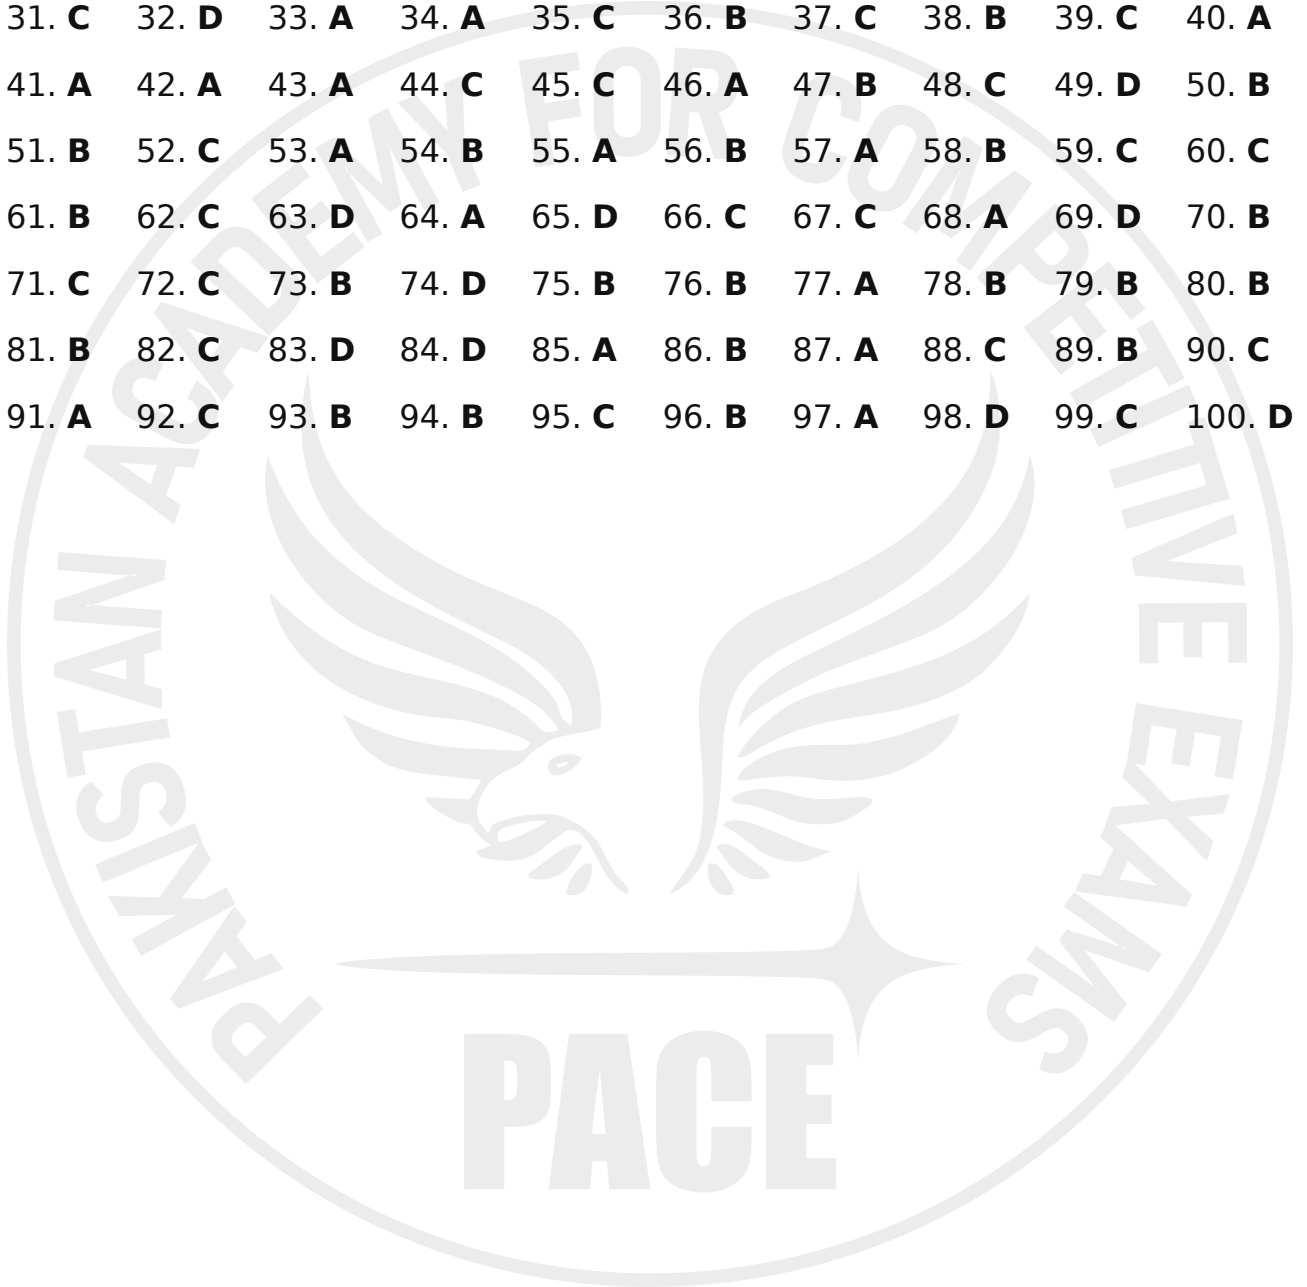 31. C 32. D 33. A 34. A 35. C 36. B 37. C 38. B 39. C 40. A
41. A 42. A 43. A 44. C 45. C 46. A 47. B 48. C 49. D 50. B
51. B 52. C 53. A 54. B 55. A 56. B 57. A 58. B 59. C 60. C
61. B 62. C 63. D 64. A 65. D 66. C 67. C 68. A 69. D 70. B
71. C 72. C 73. B 74. D 75. B 76. B 77. A 78. B 79. B 80. B
81. B 82. C 83. D 84. D 85. A 86. B 87. A 88. C 89. B 90. C
91. A 92. C 93. B 94. B 95. C 96. B 97. A 98. D 99. C 100. D
PAKISTAN ACADEMY FOR COMPETITIVE EXAMS
PACE